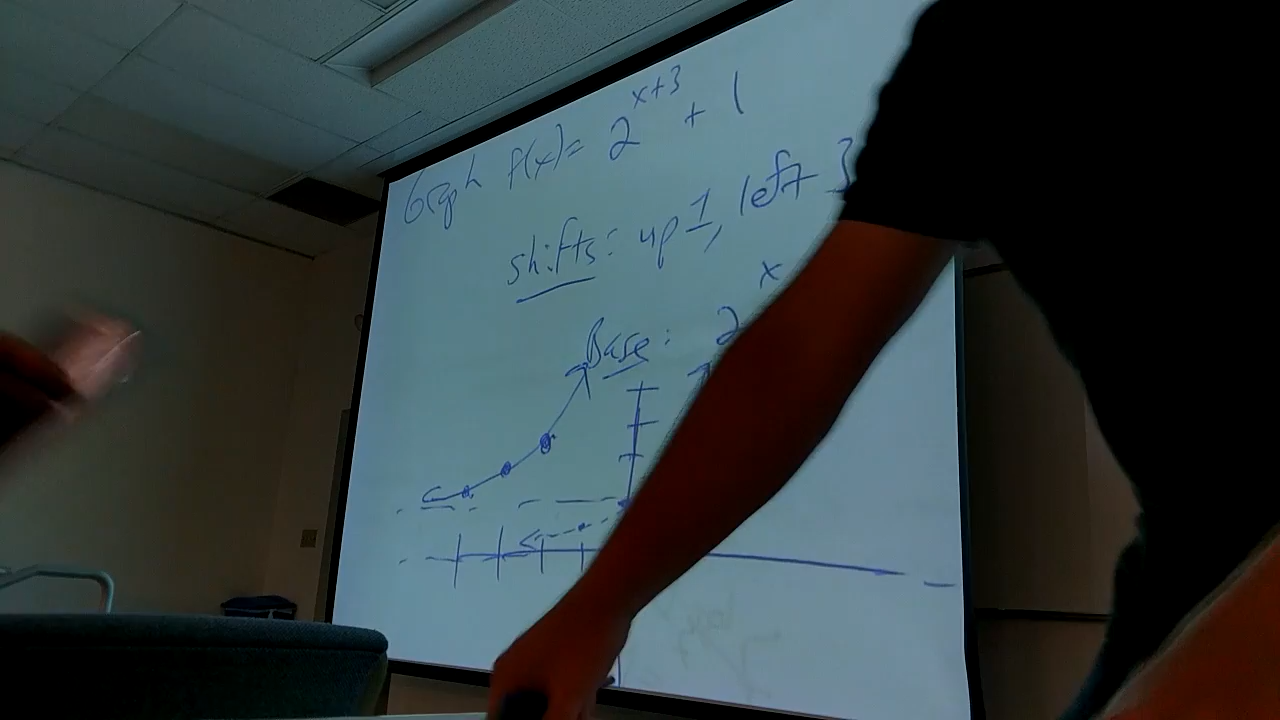 Graph f(x)= 2^{x+3} + 1
shifts: up 1, left 3
Base: 2^x